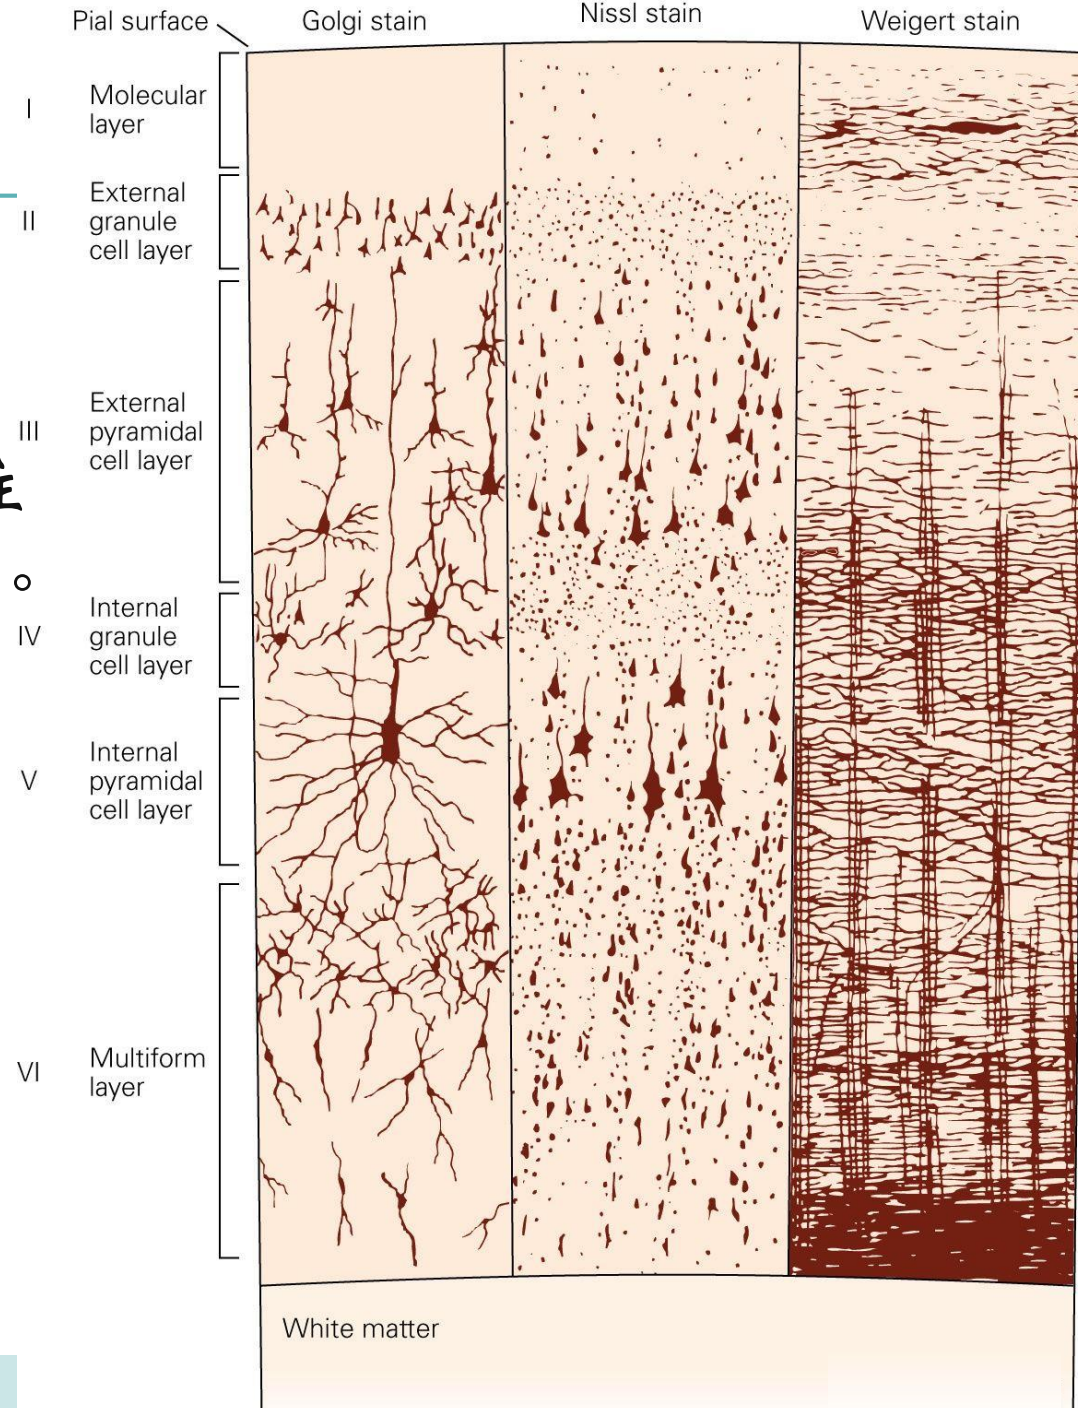 Pial surface
Golgi stain
Nissl stain
Weigert stain
I
Molecular
layer
II
External
granule
cell layer
III
External
pyramidal
cell layer
IV
Internal
granule
cell layer
V
Internal
pyramidal
cell layer
VI
Multiform
layer
White matter